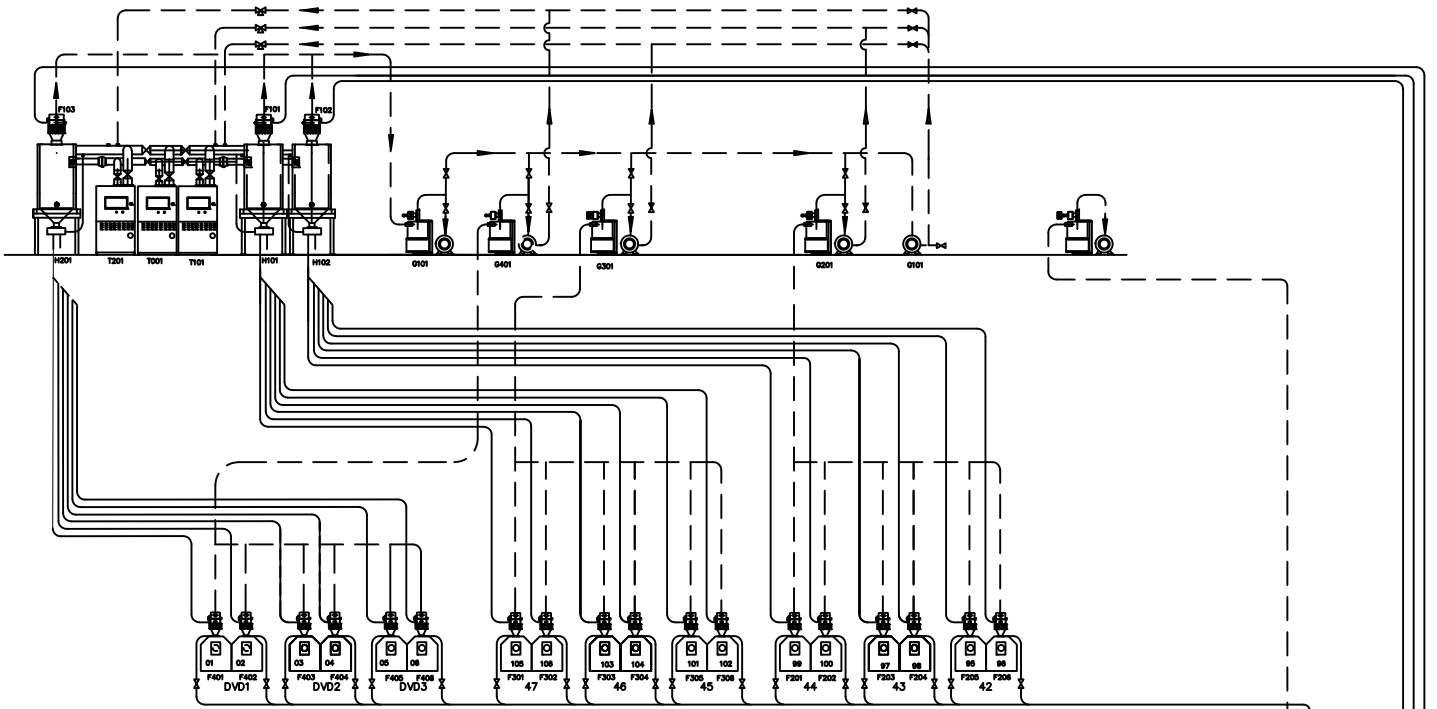 F103 F101 F102
H201 T201 T001 T101 H101 H102 G101 G401 G301 G201 G101
01 02 03 04 05 06 105 106 103 104 101 102 99 100 97 98 95 96
F401 F402 F403 F404 F405 F406 F301 F302 F303 F304 F305 F306 F201 F202 F203 F204 F205 F206
DVD1 DVD2 DVD3 47 46 45 44 43 42